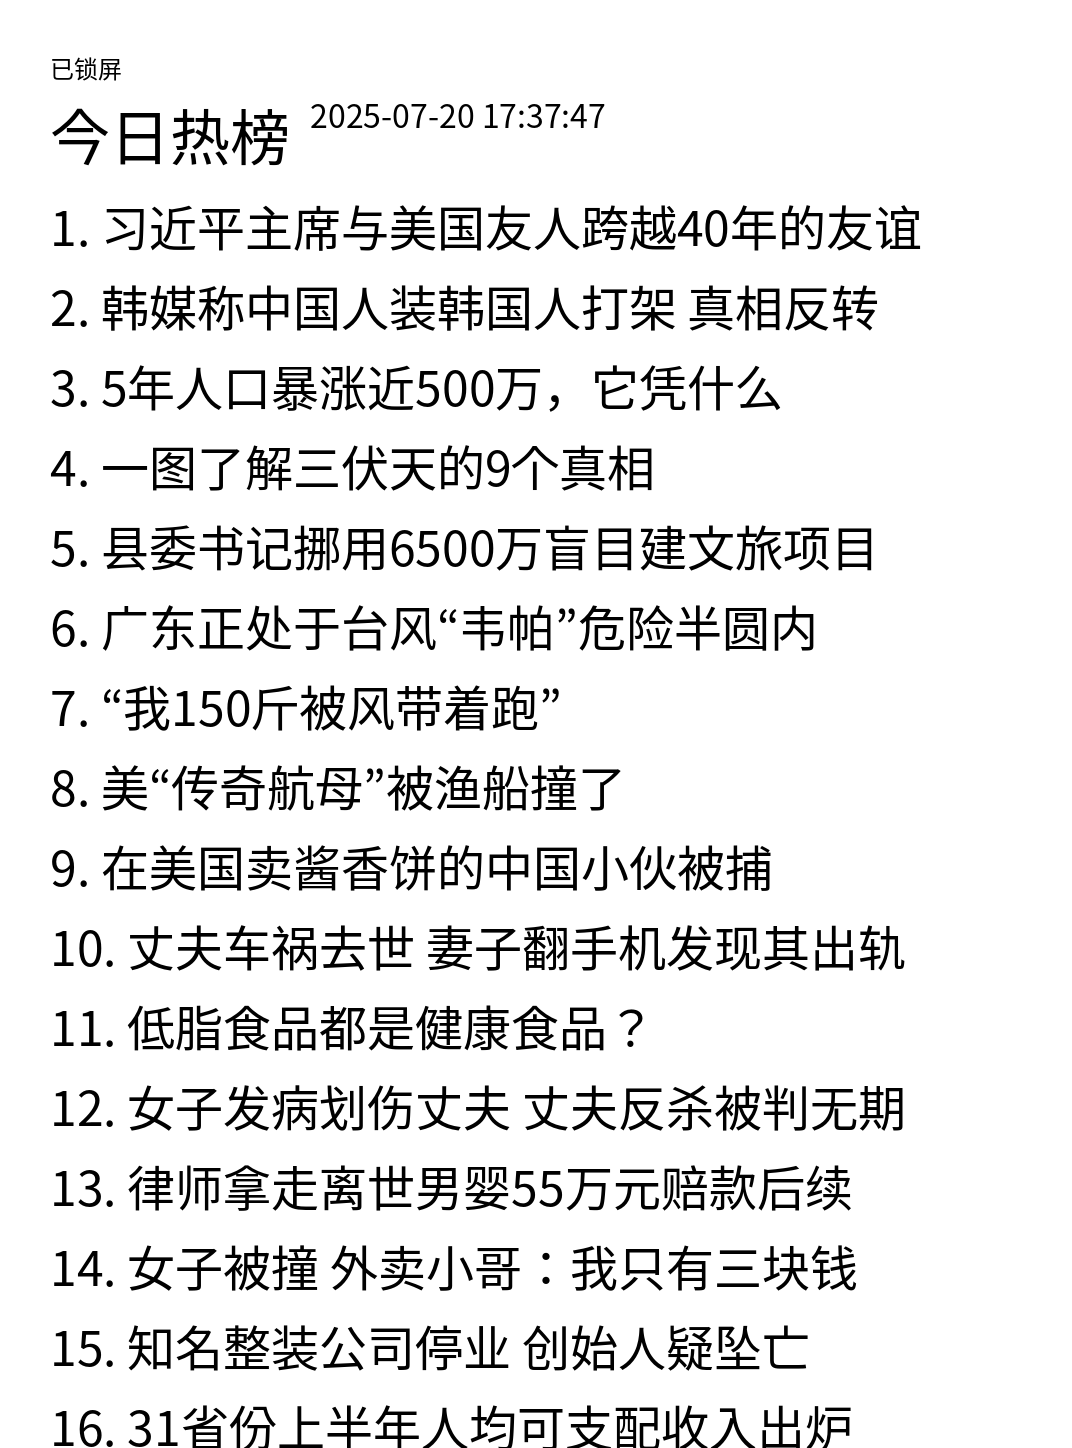 已锁屏
今日热榜 2025-07-20 17:37:47
1. 习近平主席与美国友人跨越40年的友谊
2. 韩媒称中国人装韩国人打架 真相反转
3. 5年人口暴涨近500万，它凭什么
4. 一图了解三伏天的9个真相
5. 县委书记挪用6500万盲目建文旅项目
6. 广东正处于台风“韦帕”危险半圆内
7. “我150斤被风带着跑”
8. 美“传奇航母”被渔船撞了
9. 在美国卖酱香饼的中国小伙被捕
10. 丈夫车祸去世 妻子翻手机发现其出轨
11. 低脂食品都是健康食品？
12. 女子发病划伤丈夫 丈夫反杀被判无期
13. 律师拿走离世男婴55万元赔款后续
14. 女子被撞 外卖小哥：我只有三块钱
15. 知名整装公司停业 创始人疑坠亡
16. 31省份上半年人均可支配收入出炉